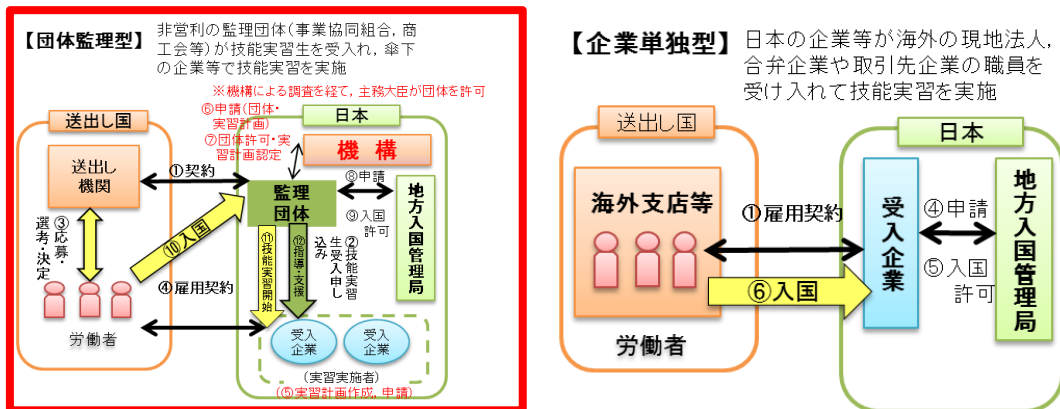 【団体監理型】
非営利の監理団体(事業協同組合, 商
工会等)が技能実習生を受入れ, 傘下
の企業等で技能実習を実施
※機構による調査を経て, 主務大臣が団体を許可
⑥申請(団体・
実習計画)
⑦団体許可・実
習計画認定
送出し国
日本
送出し
機関
①契約
機 構
監理
団体
⑧申請
⑨入国
許可
地方入国管理局
③応募・
選考・決定
⑩入国
⑪技能実習開始
⑫指導・支援
②技能実習
生受入申し
込み
④雇用契約
労働者
受入
企業
受入
企業
(実習実施者)
(⑤実習計画作成, 申請)
【企業単独型】
日本の企業等が海外の現地法人,
合弁企業や取引先企業の職員を
受け入れて技能実習を実施
送出し国
日本
海外支店等
①雇用契約
受入企業
④申請
⑤入国
許可
地方入国管理局
⑥入国
労働者